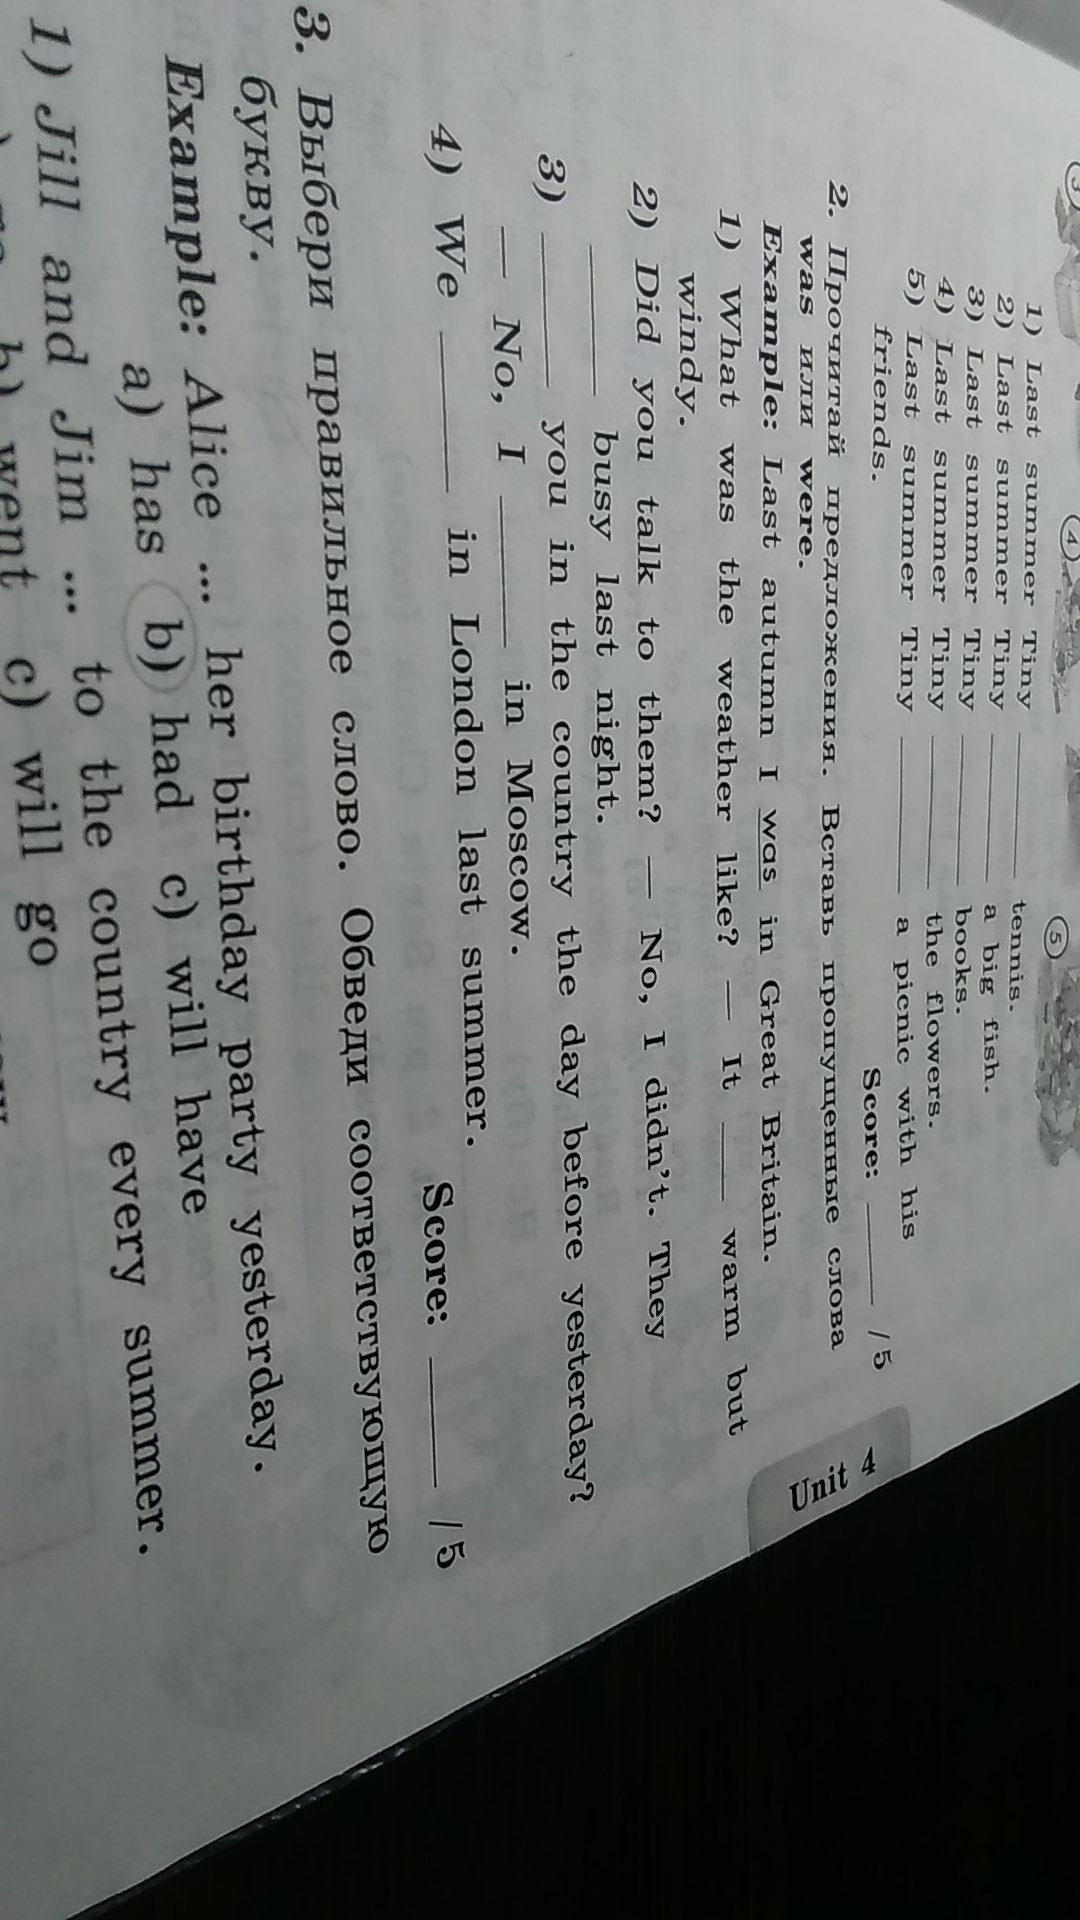 3
4
5
1) Last summer Tiny ______ tennis.
2) Last summer Tiny ______ a big fish.
3) Last summer Tiny ______ books.
4) Last summer Tiny ______ the flowers.
5) Last summer Tiny ______ a picnic with his
friends.
Score: ______ /5
4
Unit
2. Прочитай предложения. Вставь пропущенные слова
was или were.
Example: Last autumn I was in Great Britain.
1) What was the weather like? — It ___ warm but
windy.
2) Did you talk to them? — No, I didn't. They
______ busy last night.
3) ______ you in the country the day before yesterday?
— No, I ______ in Moscow.
4) We ______ in London last summer.
Score: ______ /5
3. Выбери правильное слово. Обведи соответствующую
букву.
Example: Alice ... her birthday party yesterday.
a) has b) had c) will have
1) Jill and Jim ... to the country every summer.
b) went c) will go